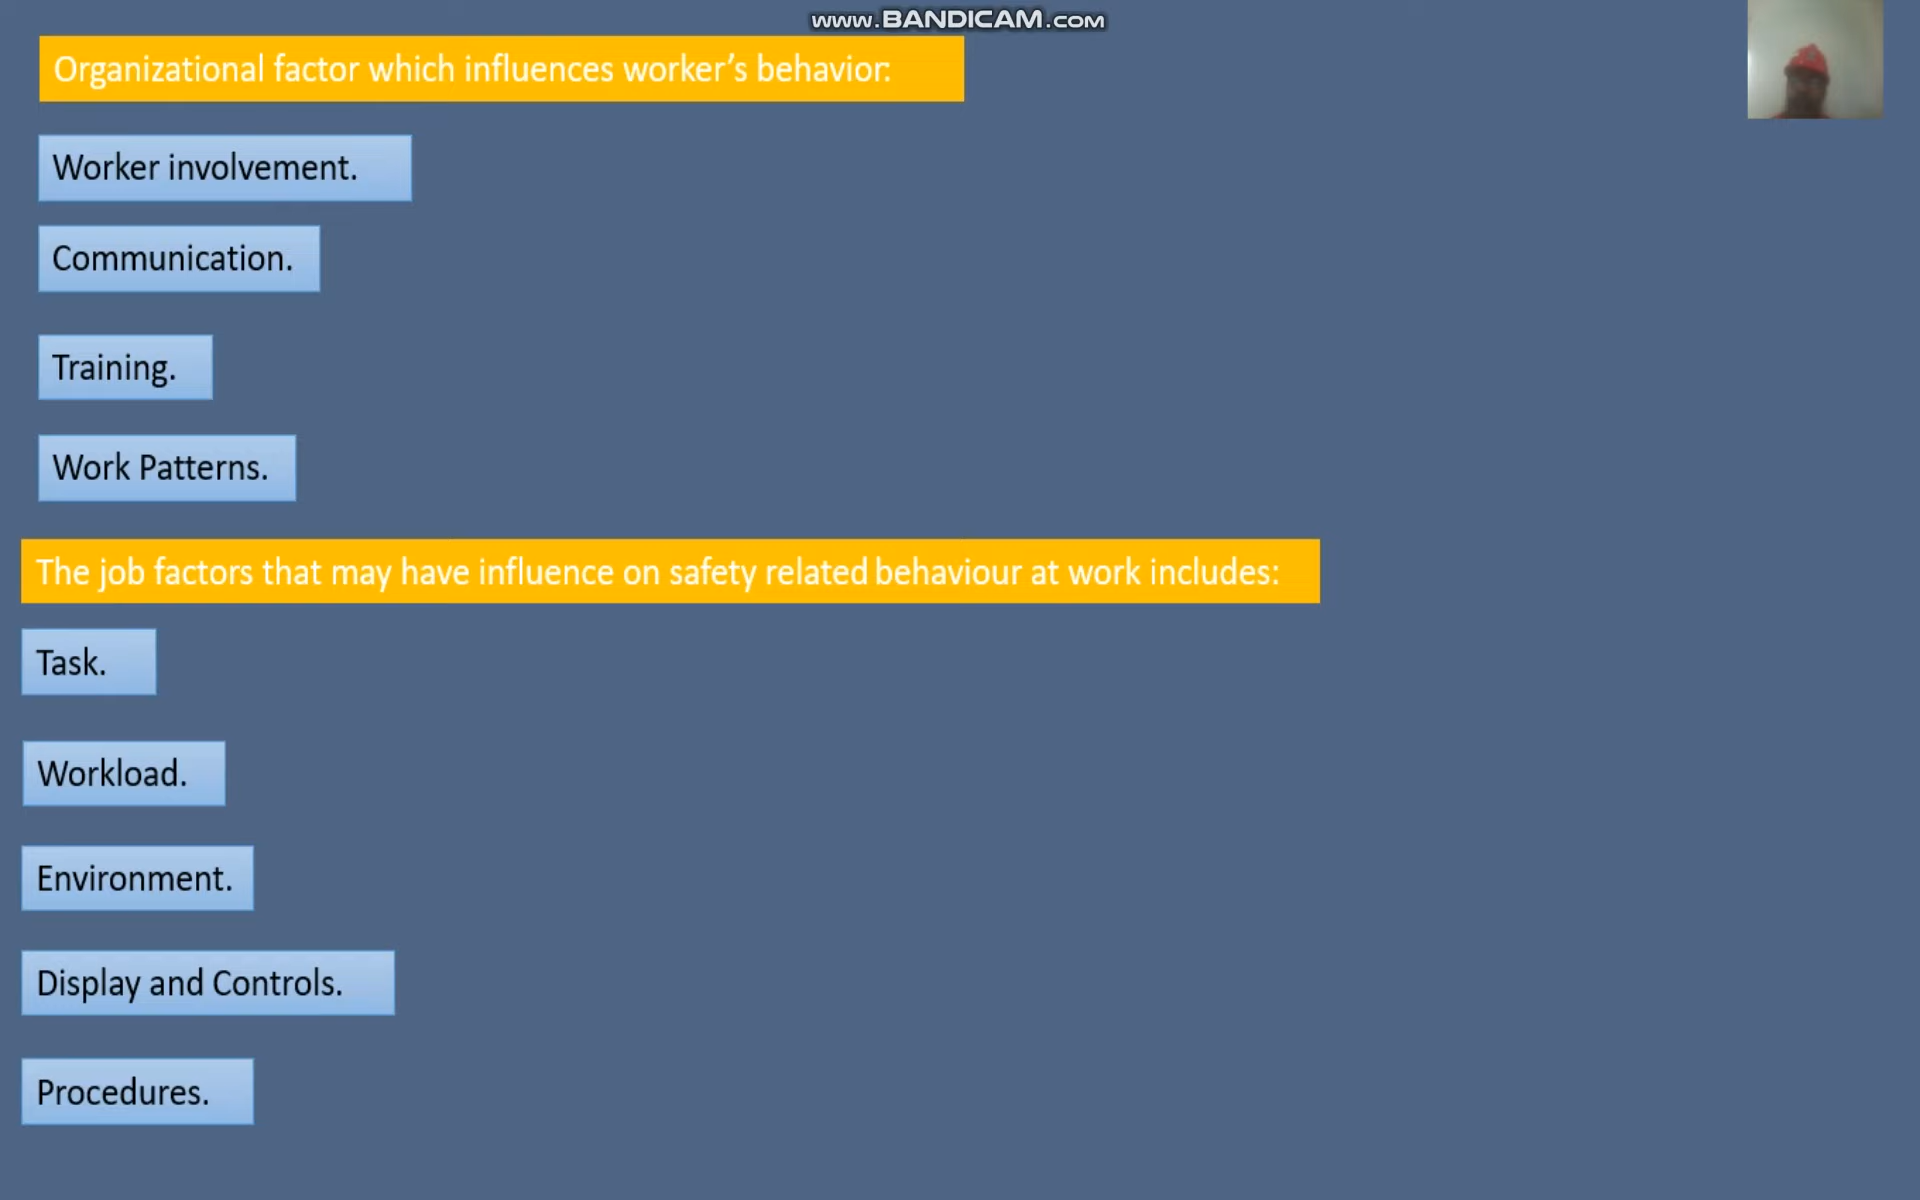 www.BANDICAM.COM
Organizational factor which influences worker’s behavior:
Worker involvement.
Communication.
Training.
Work Patterns.
The job factors that may have influence on safety related behaviour at work includes:
Task.
Workload.
Environment.
Display and Controls.
Procedures.